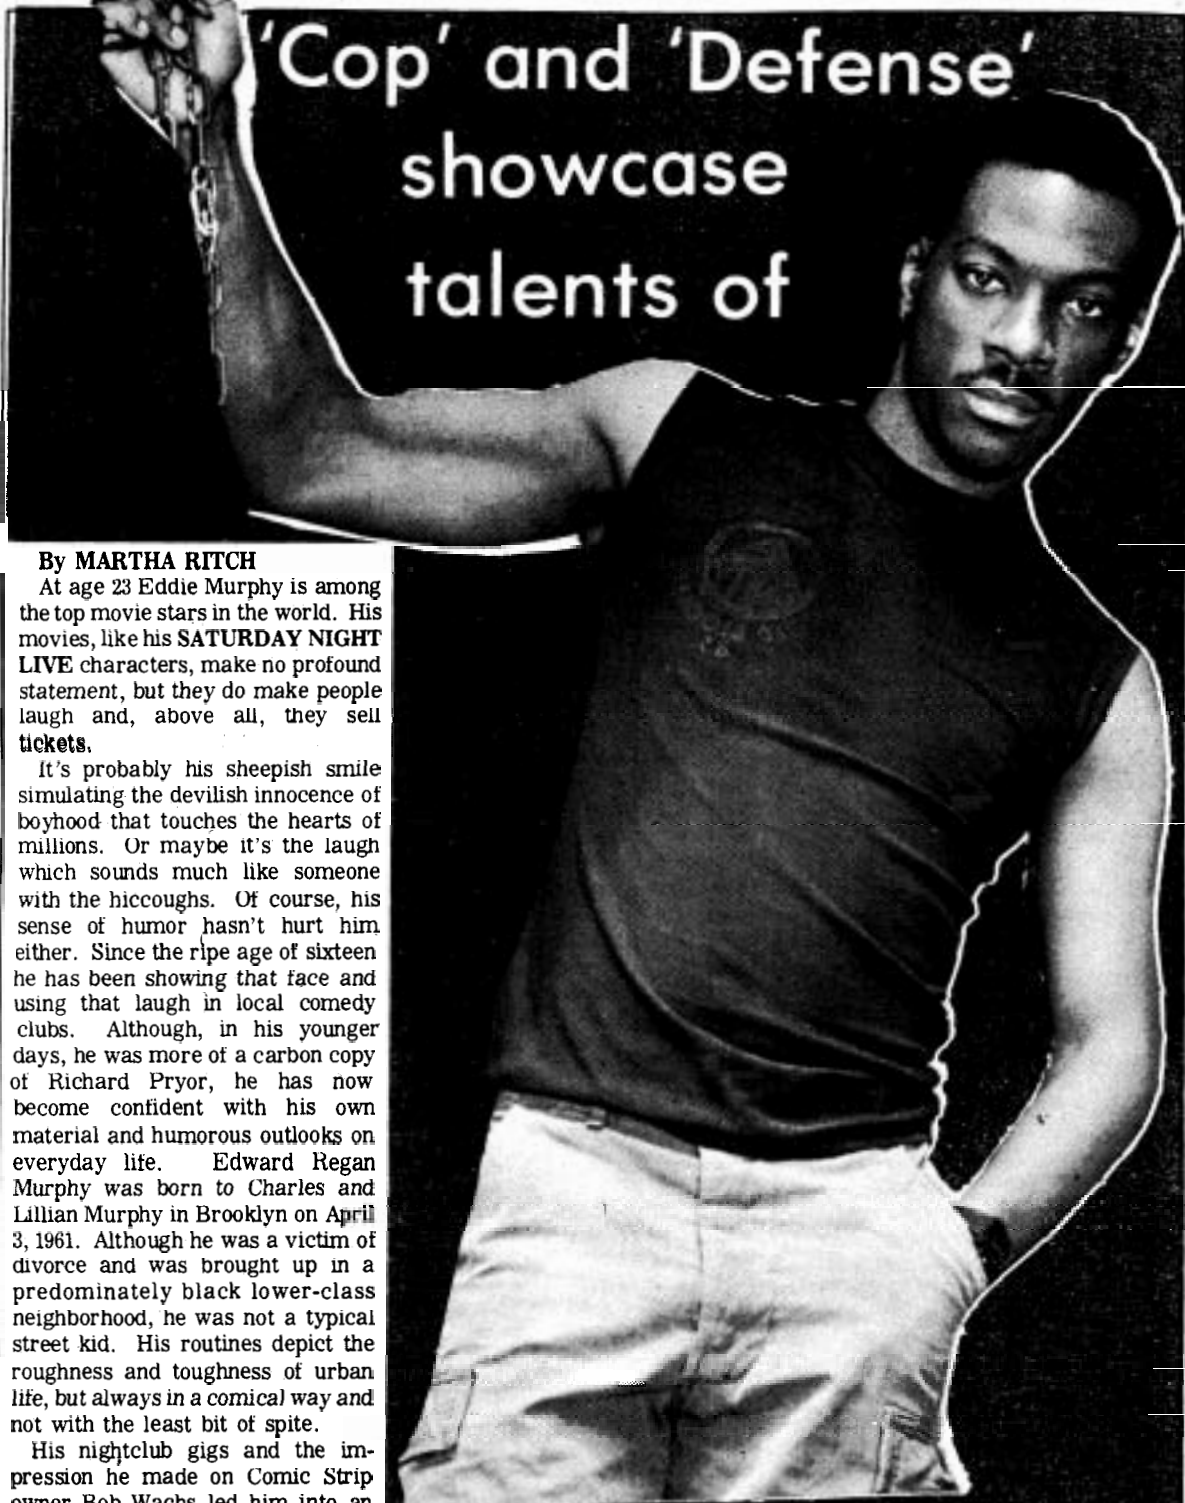 'Cop' and 'Defense'
showcase
talents of
By MARTHA RITCH
At age 23 Eddie Murphy is among
the top movie stars in the world. His
movies, like his SATURDAY NIGHT
LIVE characters, make no profound
statement, but they do make people
laugh and, above all, they sell
tickets.
It's probably his sheepish smile
simulating the devilish innocence of
boyhood that touches the hearts of
millions. Or maybe it's the laugh
which sounds much like someone
with the hiccoughs. Of course, his
sense of humor hasn't hurt him
either. Since the ripe age of sixteen
he has been showing that face and
using that laugh in local comedy
clubs. Although, in his younger
days, he was more of a carbon copy
of Richard Pryor, he has now
become confident with his own
material and humorous outlooks on
everyday life. Edward Regan
Murphy was born to Charles and
Lillian Murphy in Brooklyn on April
3, 1961. Although he was a victim of
divorce and was brought up in a
predominately black lower-class
neighborhood, he was not a typical
street kid. His routines depict the
roughness and toughness of urban
life, but always in a comical way and
not with the least bit of spite.
His nightclub gigs and the im-
pression he made on Comic Strip
owner Bob Wachs led him into an